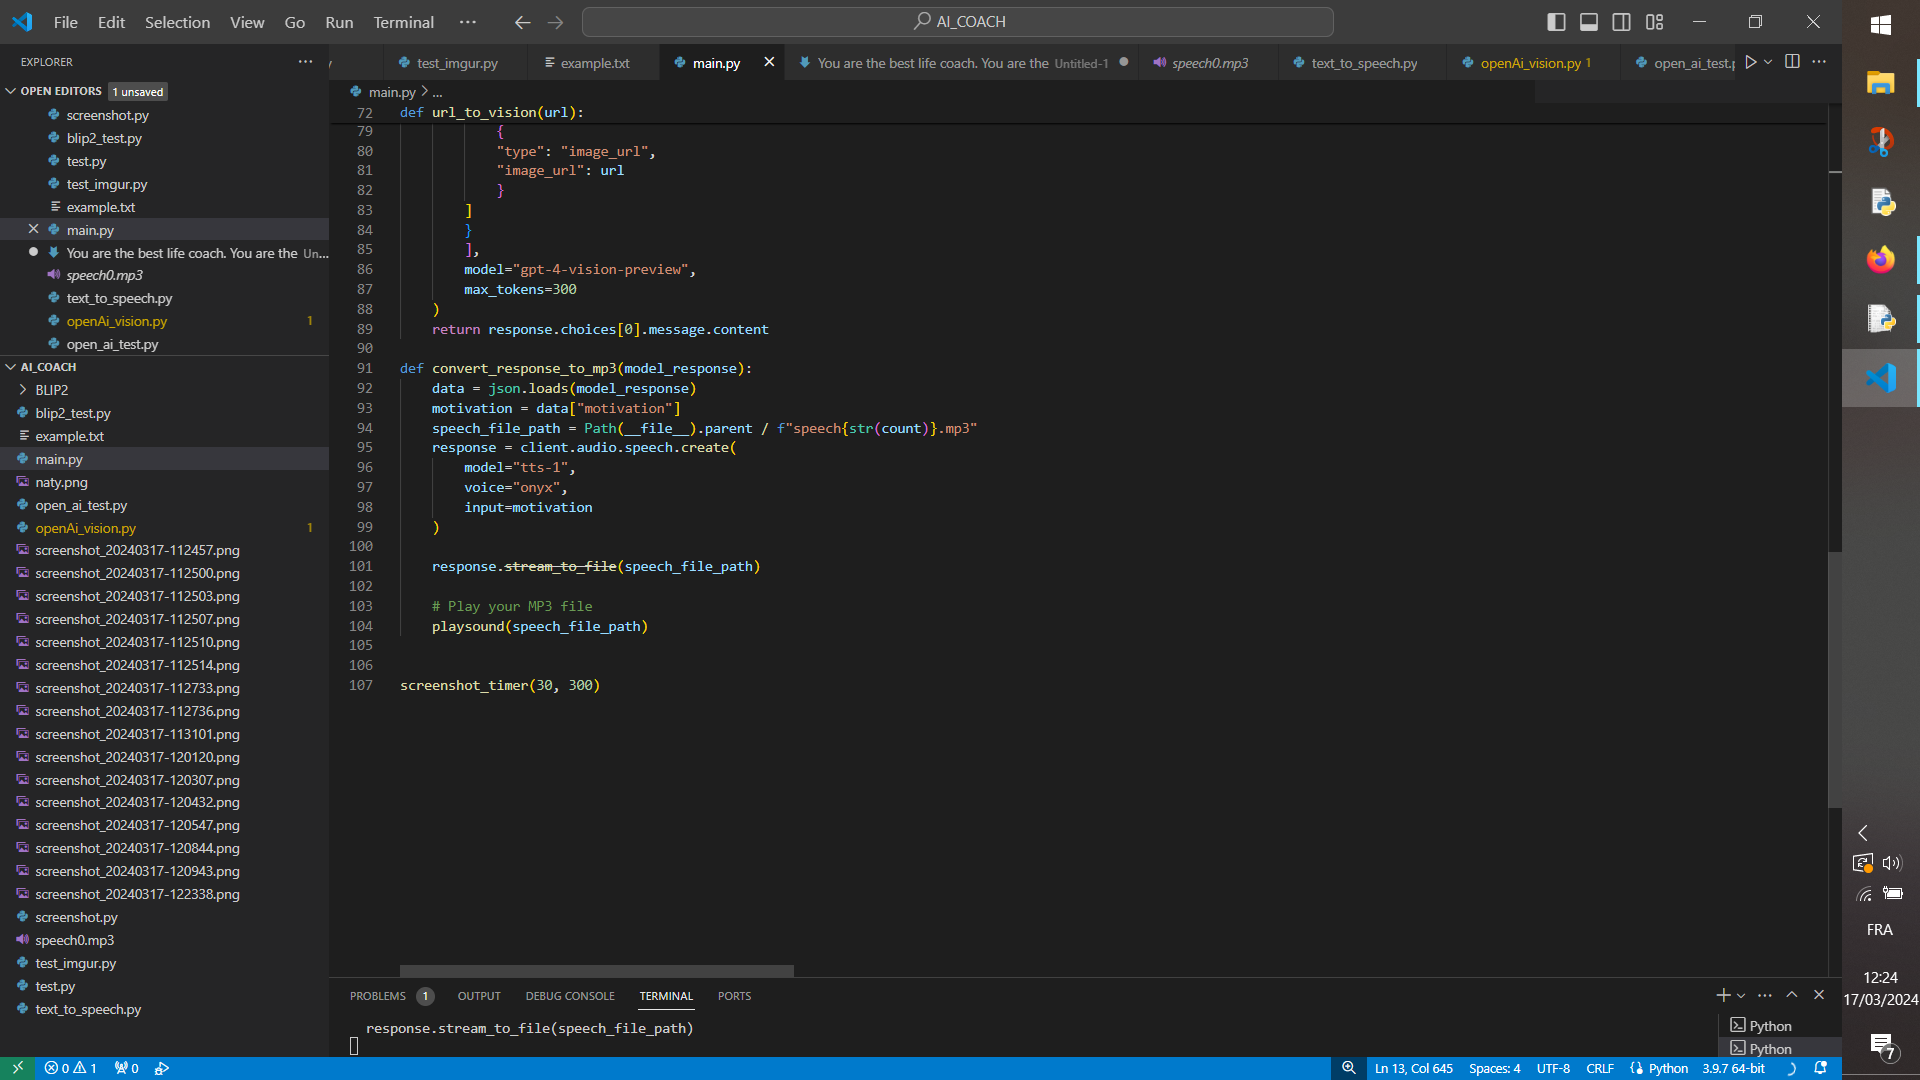 File Edit Selection View Go Run Terminal ··· AI_COACH
EXPLORER ···
test_imgur.py example.txt main.py You are the best life coach. You are the Untitled-1 speech0.mp3 text_to_speech.py openAi_vision.py 1 open_ai_test.p
OPEN EDITORS 1 unsaved
screenshot.py
blip2_test.py
test.py
test_imgur.py
example.txt
main.py
You are the best life coach. You are the Un...
speech0.mp3
text_to_speech.py
openAi_vision.py 1
open_ai_test.py
AI_COACH
BLIP2
blip2_test.py
example.txt
main.py
naty.png
open_ai_test.py
openAi_vision.py 1
screenshot_20240317-112457.png
screenshot_20240317-112500.png
screenshot_20240317-112503.png
screenshot_20240317-112507.png
screenshot_20240317-112510.png
screenshot_20240317-112514.png
screenshot_20240317-112733.png
screenshot_20240317-112736.png
screenshot_20240317-113101.png
screenshot_20240317-120120.png
screenshot_20240317-120307.png
screenshot_20240317-120432.png
screenshot_20240317-120547.png
screenshot_20240317-120844.png
screenshot_20240317-120943.png
screenshot_20240317-122338.png
screenshot.py
speech0.mp3
test_imgur.py
test.py
text_to_speech.py
main.py > ...
72 def url_to_vision(url):
79 {
80 "type": "image_url",
81 "image_url": url
82 }
83 ]
84 }
85 ],
86 model="gpt-4-vision-preview",
87 max_tokens=300
88 )
89 return response.choices[0].message.content
90
91 def convert_response_to_mp3(model_response):
92 data = json.loads(model_response)
93 motivation = data["motivation"]
94 speech_file_path = Path(__file__).parent / f"speech{str(count)}.mp3"
95 response = client.audio.speech.create(
96 model="tts-1",
97 voice="onyx",
98 input=motivation
99 )
100
101 response.stream_to_file(speech_file_path)
102
103 # Play your MP3 file
104 playsound(speech_file_path)
105
106
107 screenshot_timer(30, 300)
PROBLEMS 1 OUTPUT DEBUG CONSOLE TERMINAL PORTS
response.stream_to_file(speech_file_path)
Python
Python
0 1 0 Ln 13, Col 645 Spaces: 4 UTF-8 CRLF Python 3.9.7 64-bit
FRA
12:24
17/03/2024
7